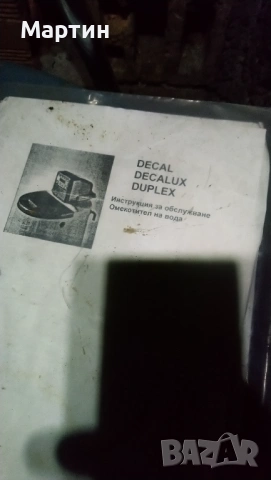 Мартин
DECAL
DECALUX
DUPLEX
Инструкция за обслужване
Омекотител на вода
BAZAR